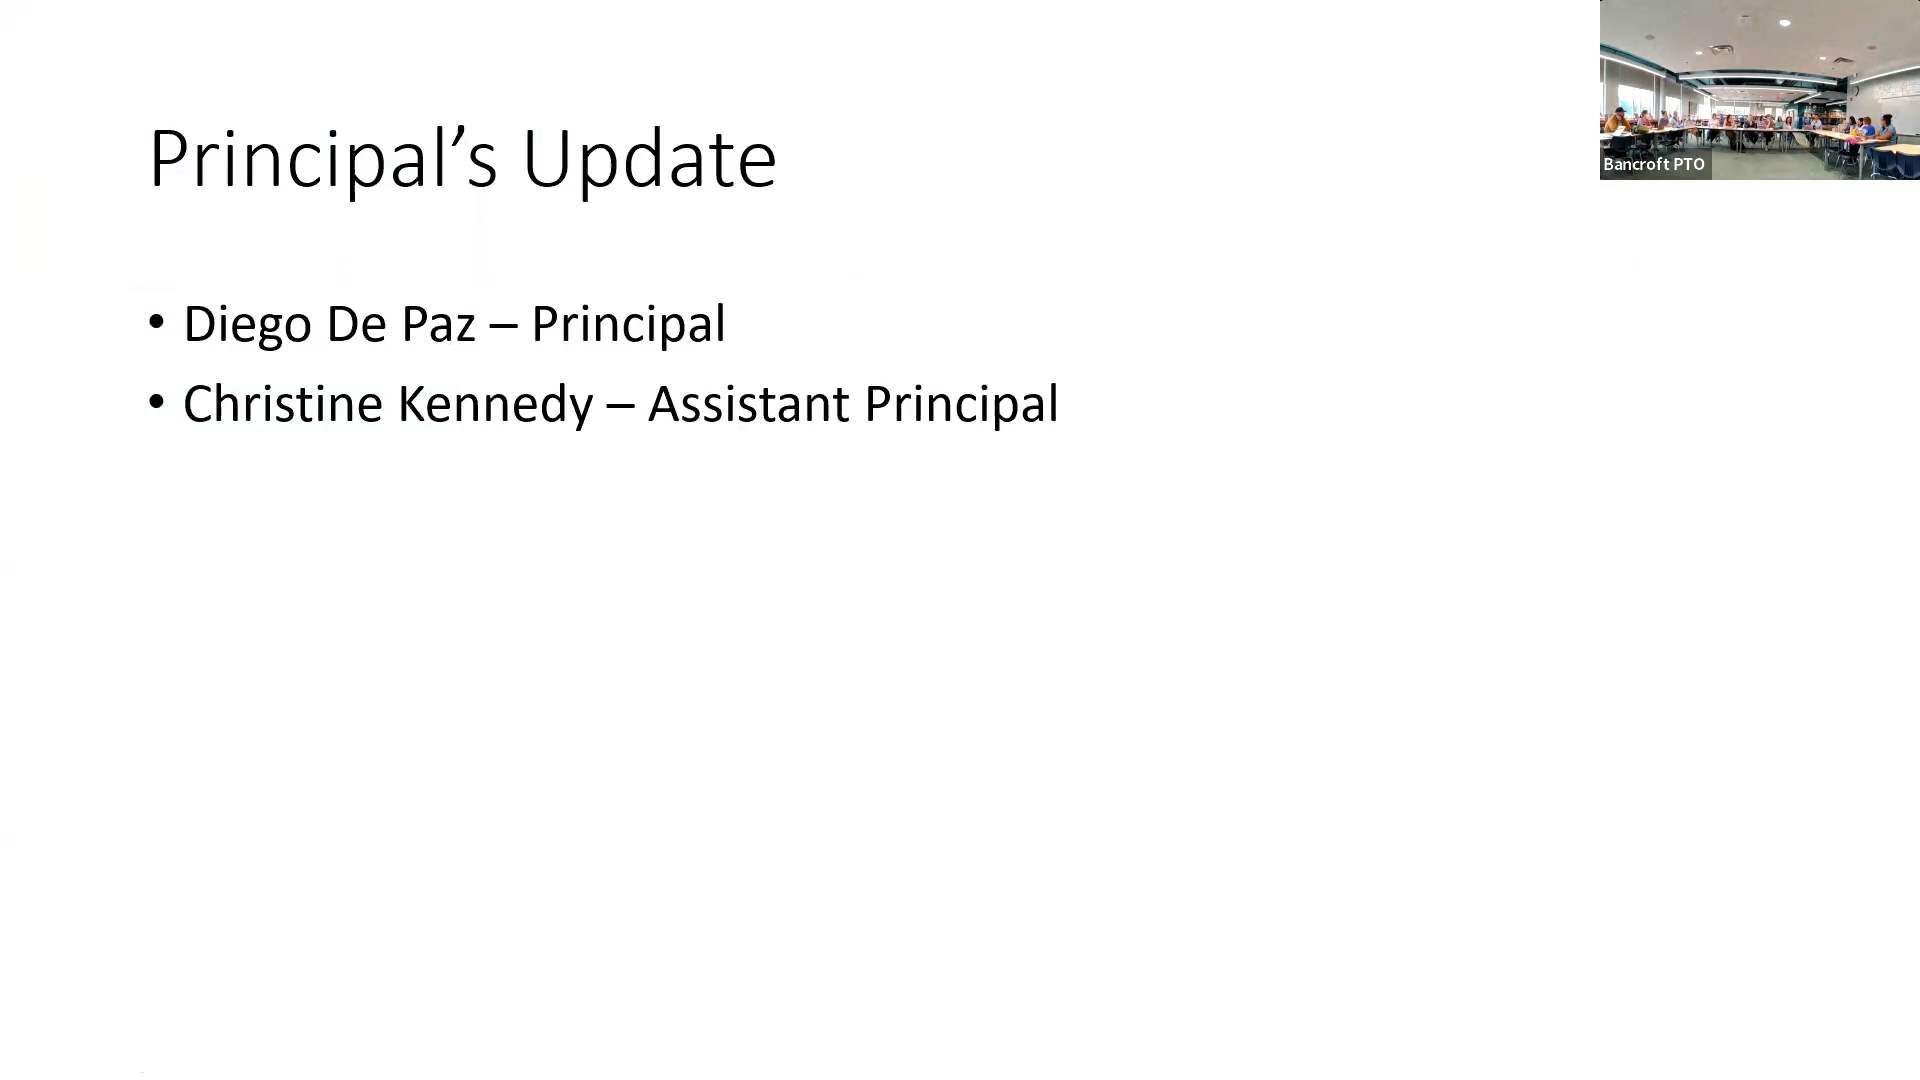 Principal’s Update
• Diego De Paz – Principal
• Christine Kennedy – Assistant Principal
Bancroft PTO